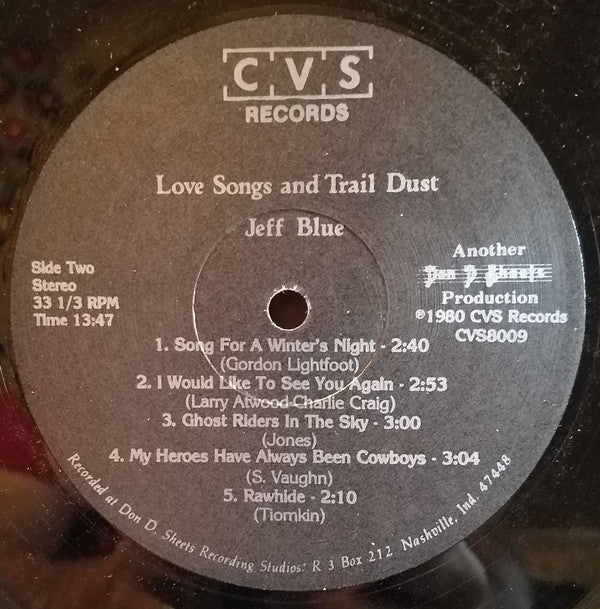 CVS
RECORDS
Love Songs and Trail Dust
Jeff Blue
Side Two
Stereo
33 1/3 RPM
Time 13:47
Another
Don D Sheets
Production
℗1980 CVS Records
CVS8009
1. Song For A Winter's Night - 2:40
(Gordon Lightfoot)
2. I Would Like To See You Again - 2:53
(Larry Atwood-Charlie Craig)
3. Ghost Riders In The Sky - 3:00
(Jones)
4. My Heroes Have Always Been Cowboys - 3:04
(S. Vaughn)
5. Rawhide - 2:10
(Tiomkin)
Recorded at Don D. Sheets Recording Studios: R 3 Box 212 Nashville, Ind. 47448